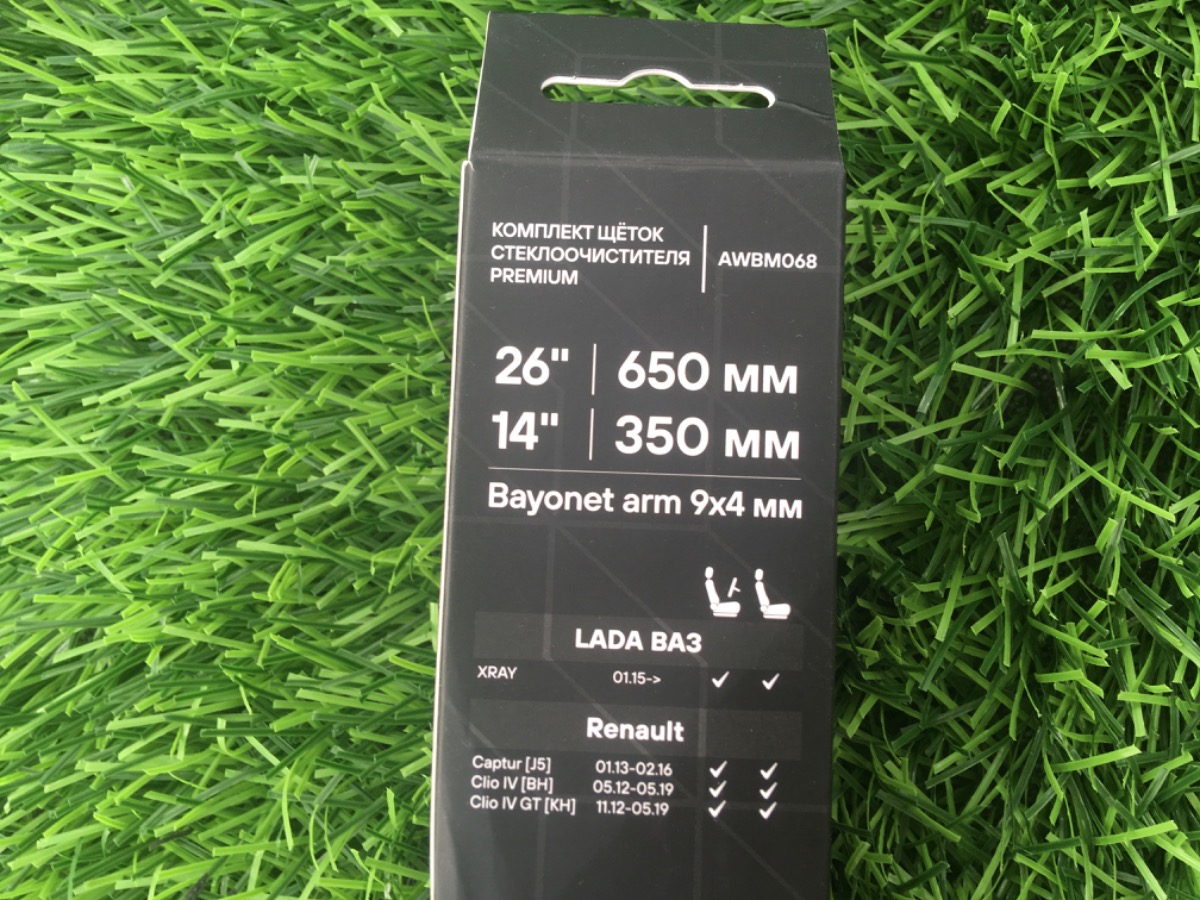 КОМПЛЕКТ ЩЁТОК
СТЕКЛООЧИСТИТЕЛЯ
PREMIUM
AWBM068
26" 650 мм
14" 350 мм
Bayonet arm 9x4 мм
LADA ВАЗ
XRAY 01.15->
Renault
Captur [J5] 01.13-02.16
Clio IV [BH] 05.12-05.19
Clio IV GT [KH] 11.12-05.19